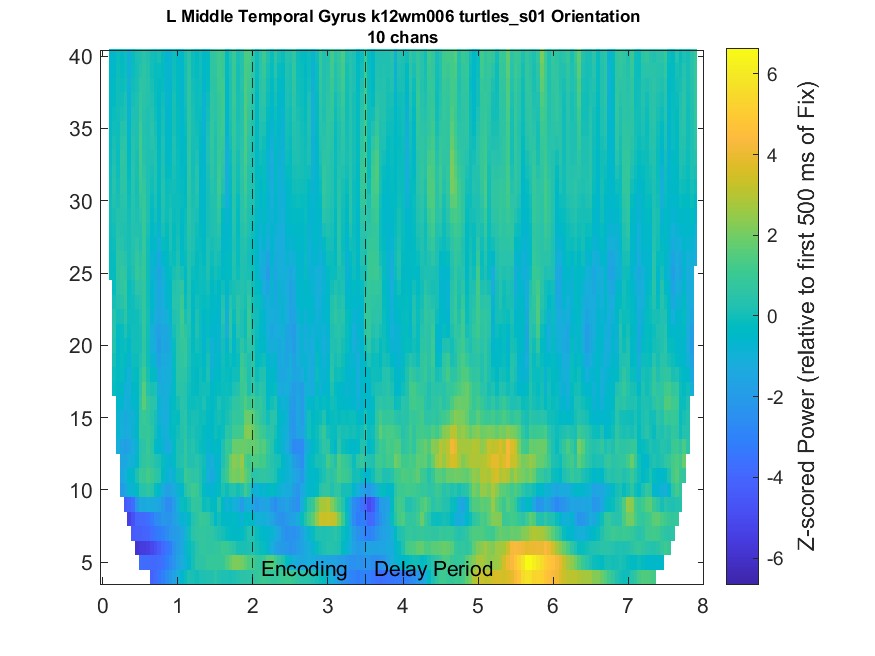 L Middle Temporal Gyrus k12wm006 turtles_s01 Orientation
10 chans
40
35
30
25
20
15
10
5
Encoding
Delay Period
0 1 2 3 4 5 6 7 8
6
4
2
0
-2
-4
-6
Z-scored Power (relative to first 500 ms of Fix)